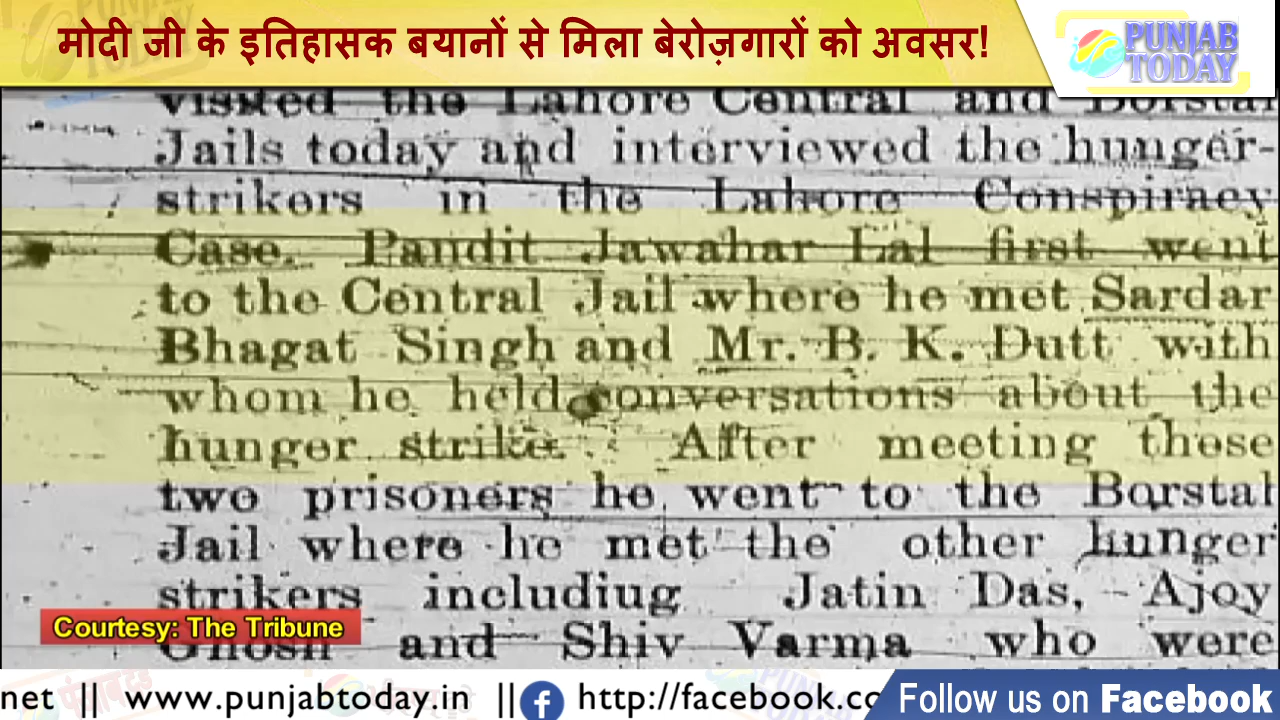 मोदी जी के इतिहासक बयानों से मिला बेरोज़गारों को अवसर!
PUNJAB
TODAY
visited the Lahore Central and Borstal
Jails today and interviewed the hunger-
strikers in the Lahore Conspiracy
Case. Pandit Jawahar Lal first went
to the Central Jail where he met Sardar
Bhagat Singh and Mr. B. K. Dutt with
whom he held conversations about the
hunger strike. After meeting these
two prisoners he went to the Borstal
Jail where he met the other hunger
strikers includiug Jatin Das, Ajoy
Ghosh and Shiv Varma who were
Courtesy: The Tribune
net || www.punjabtoday.in || http://facebook.co
Follow us on Facebook